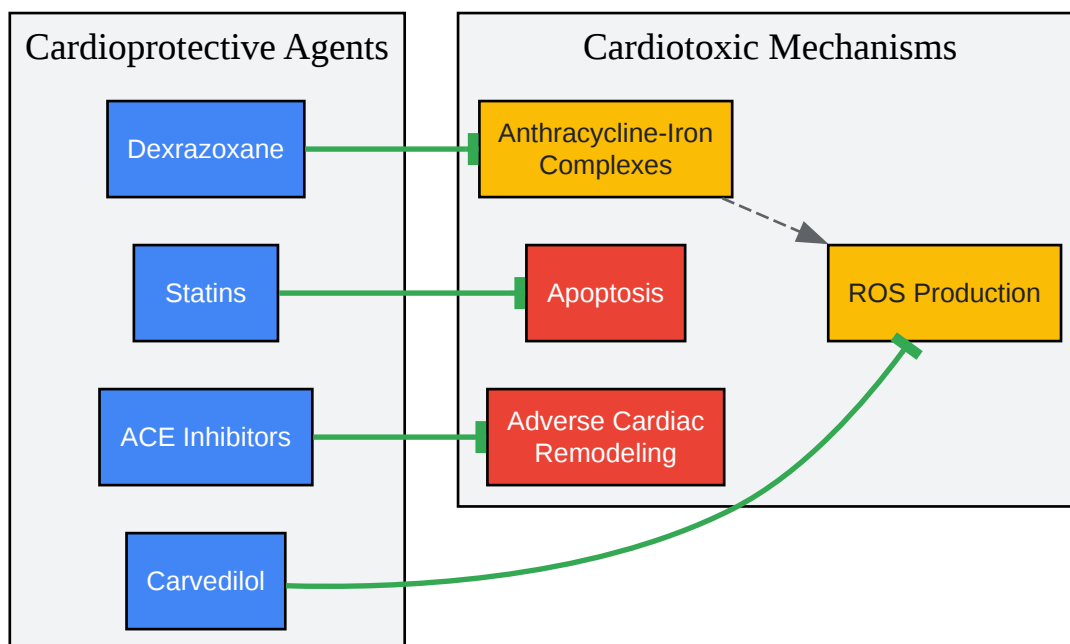 Cardioprotective Agents
Dexrazoxane
Statins
ACE Inhibitors
Carvedilol
Cardiotoxic Mechanisms
Anthracycline-Iron
Complexes
Apoptosis
Adverse Cardiac
Remodeling
ROS Production